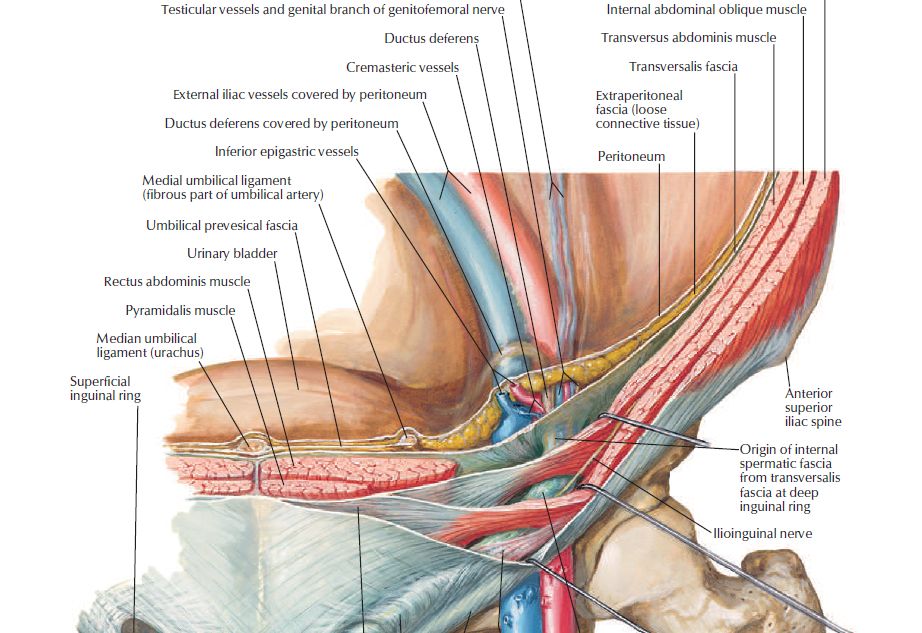 Testicular vessels and genital branch of genitofemoral nerve
Internal abdominal oblique muscle
Ductus deferens
Transversus abdominis muscle
Cremasteric vessels
Transversalis fascia
External iliac vessels covered by peritoneum
Extraperitoneal
fascia (loose
connective tissue)
Ductus deferens covered by peritoneum
Inferior epigastric vessels
Peritoneum
Medial umbilical ligament
(fibrous part of umbilical artery)
Umbilical prevesical fascia
Urinary bladder
Rectus abdominis muscle
Pyramidalis muscle
Median umbilical
ligament (urachus)
Superficial
inguinal ring
Anterior
superior
iliac spine
Origin of internal
spermatic fascia
from transversalis
fascia at deep
inguinal ring
Ilioinguinal nerve